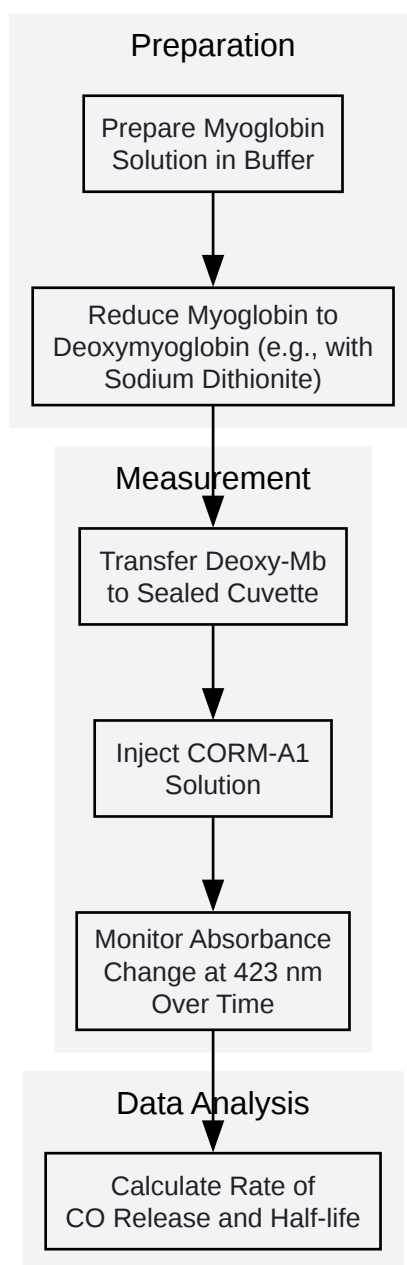 Preparation
Prepare Myoglobin
Solution in Buffer
Reduce Myoglobin to
Deoxymyoglobin (e.g., with
Sodium Dithionite)
Measurement
Transfer Deoxy-Mb
to Sealed Cuvette
Inject CORM-A1
Solution
Monitor Absorbance
Change at 423 nm
Over Time
Data Analysis
Calculate Rate of
CO Release and Half-life